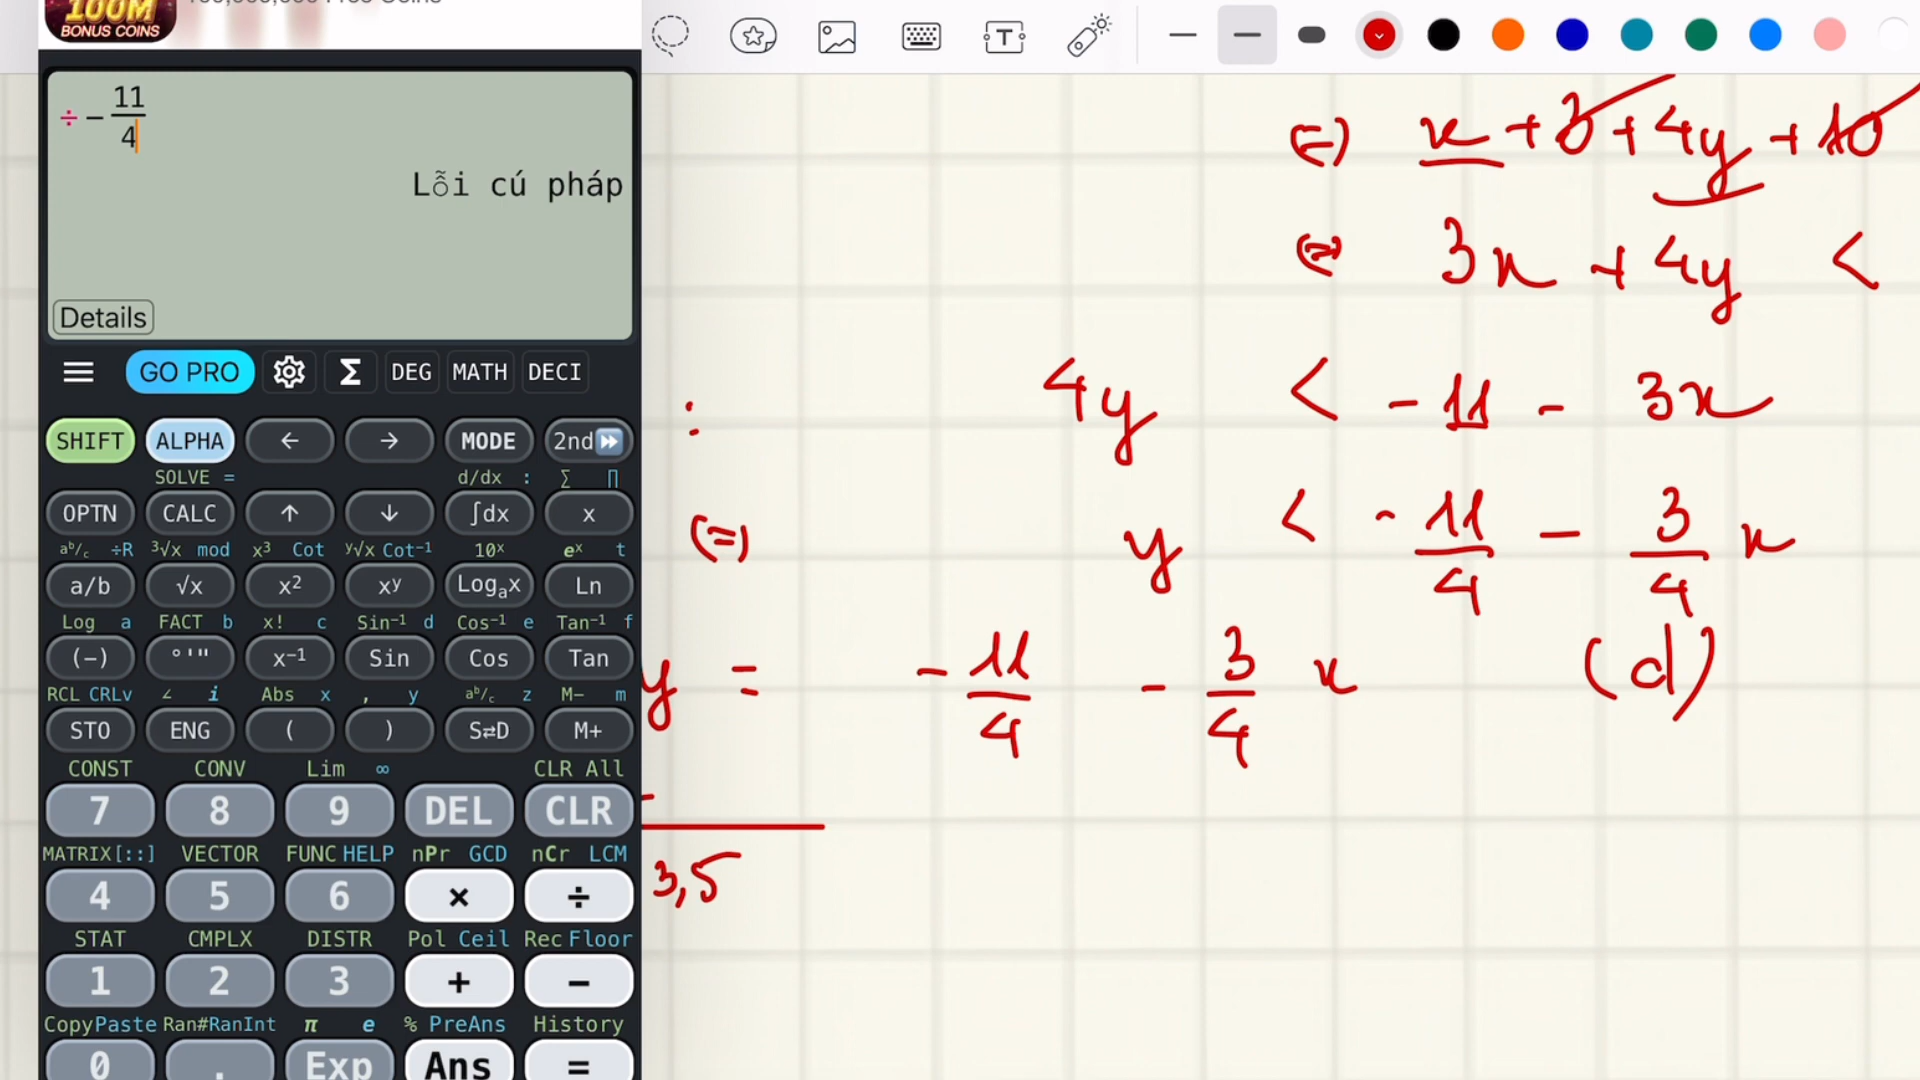 100M
BONUS COINS
÷ - 11/4
Lỗi cú pháp
Details
GO PRO Σ DEG MATH DECI
SHIFT ALPHA ← → MODE 2nd
SOLVE = d/dx : ∑ ∏
OPTN CALC ↑ ↓ ∫dx x
aᵇ/c ÷R ³√x mod x³ Cot ʸ√x Cot⁻¹ 10ˣ eˣ t
a/b √x x² xʸ Logₐx Ln
Log a FACT b x! c Sin⁻¹ d Cos⁻¹ e Tan⁻¹ f
(−) °'" x⁻¹ Sin Cos Tan
RCL CRLv ∠ i Abs x , y aᵇ/c z M− m
STO ENG ( ) S⇄D M+
CONST CONV Lim ∞ CLR All
7 8 9 DEL CLR
MATRIX[::] VECTOR FUNC HELP nPr GCD nCr LCM
4 5 6 × ÷
STAT CMPLX DISTR Pol Ceil Rec Floor
1 2 3 + −
CopyPaste Ran#RanInt π e % PreAns History
0 . Exp Ans =
T
(=) x + 3 + 4y + 10
(=) 3x + 4y <
: 4y < - 11 - 3x
(=) y < - 11/4 - 3/4 x
y = - 11/4 - 3/4 x (d)
3,5